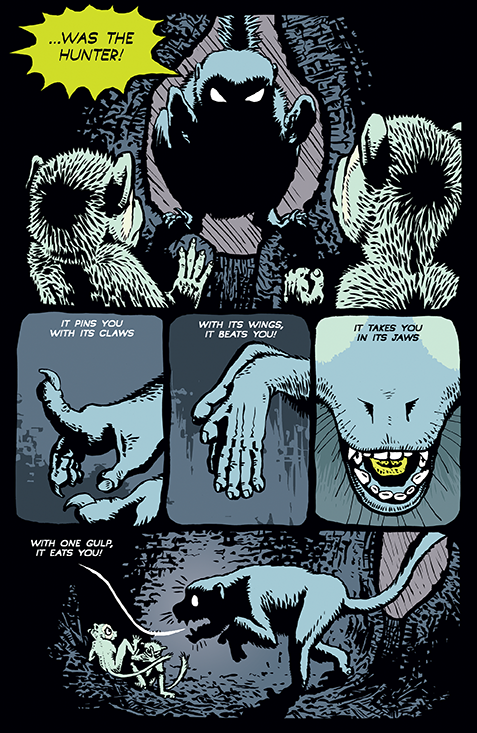 ...WAS THE
HUNTER!
IT PINS YOU
WITH ITS CLAWS
WITH ITS WINGS,
IT BEATS YOU!
IT TAKES YOU
IN ITS JAWS
WITH ONE GULP,
IT EATS YOU!